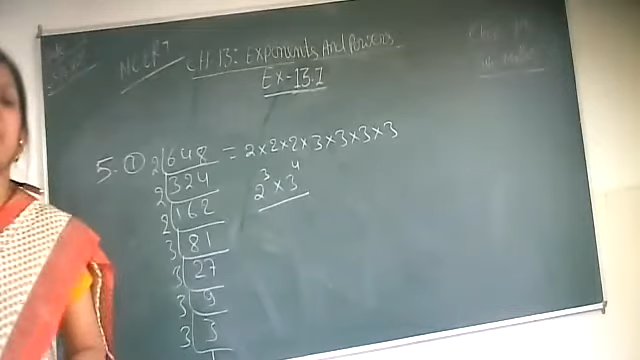 NCERT 7
CH 13: Exponents And Powers
Ex-13.1
5. ① 2 | 648 = 2×2×2×3×3×3×3
2 | 324
2³ × 3⁴
2 | 162
3 | 81
3 | 27
3 | 9
3 | 3
1